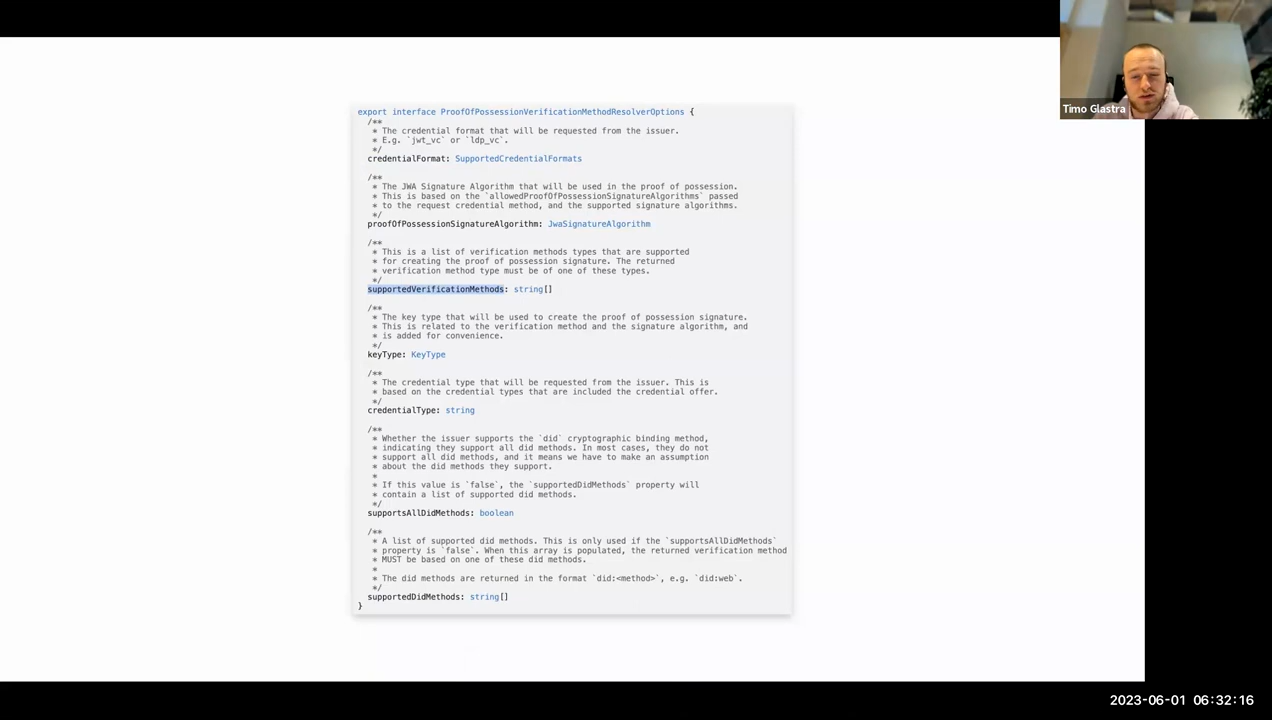 Timo Glastra
export interface ProofOfPossessionVerificationMethodResolverOptions {
/**
* The credential format that will be requested from the issuer.
* E.g. `jwt_vc` or `ldp_vc`.
*/
credentialFormat: SupportedCredentialFormats
/**
* The JWA Signature Algorithm that will be used in the proof of possession.
* This is based on the `allowedProofOfPossessionSignatureAlgorithms` passed
* to the request credential method, and the supported signature algorithms.
*/
proofOfPossessionSignatureAlgorithm: JwaSignatureAlgorithm
/**
* This is a list of verification methods types that are supported
* for creating the proof of possession signature. The returned
* verification method type must be of one of these types.
*/
supportedVerificationMethods: string[]
/**
* The key type that will be used to create the proof of possession signature.
* This is related to the verification method and the signature algorithm, and
* is added for convenience.
*/
keyType: KeyType
/**
* The credential type that will be requested from the issuer. This is
* based on the credential types that are included the credential offer.
*/
credentialType: string
/**
* Whether the issuer supports the `did` cryptographic binding method,
* indicating they support all did methods. In most cases, they do not
* support all did methods, and it means we have to make an assumption
* about the did methods they support.
*
* If this value is `false`, the `supportedDidMethods` property will
* contain a list of supported did methods.
*/
supportsAllDidMethods: boolean
/**
* A list of supported did methods. This is only used if the `supportsAllDidMethods`
* property is `false`. When this array is populated, the returned verification method
* MUST be based on one of these did methods.
*
* The did methods are returned in the format `did:<method>`, e.g. `did:web`.
*/
supportedDidMethods: string[]
}
2023-06-01 06:32:16